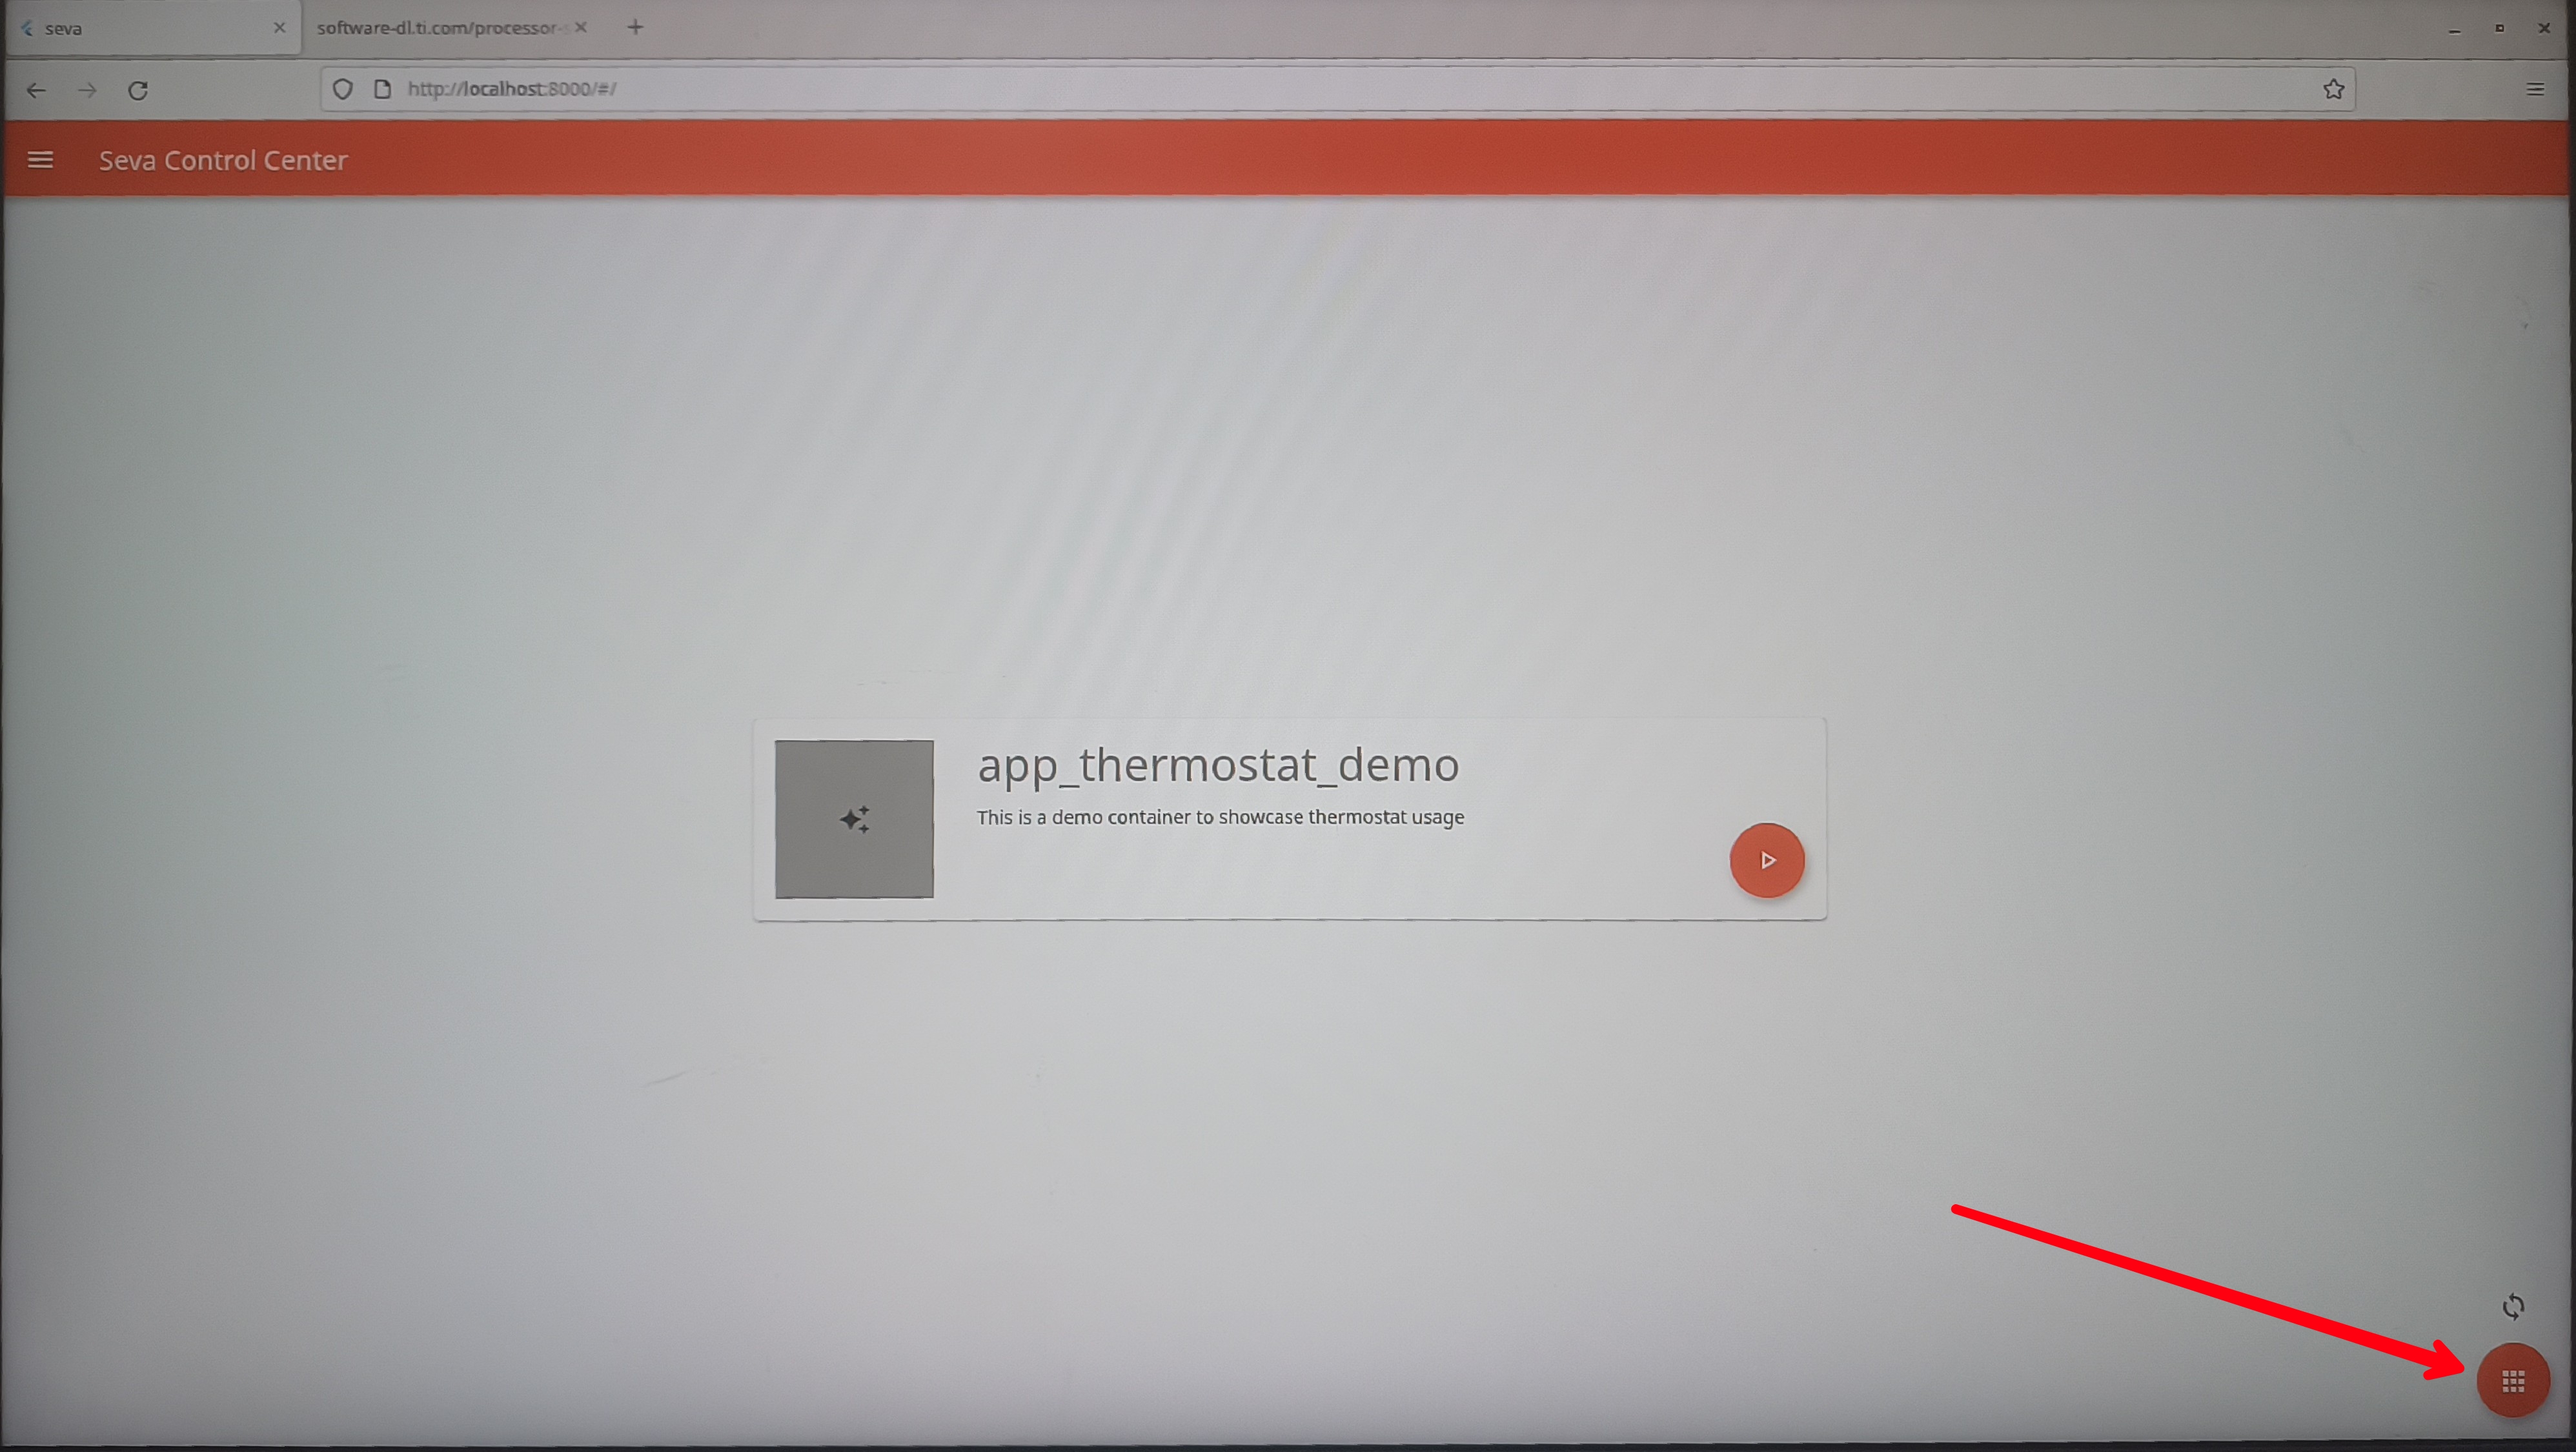 seva
software-dl.ti.com/processor-
http://localhost:8000/#/
Seva Control Center
app_thermostat_demo
This is a demo container to showcase thermostat usage